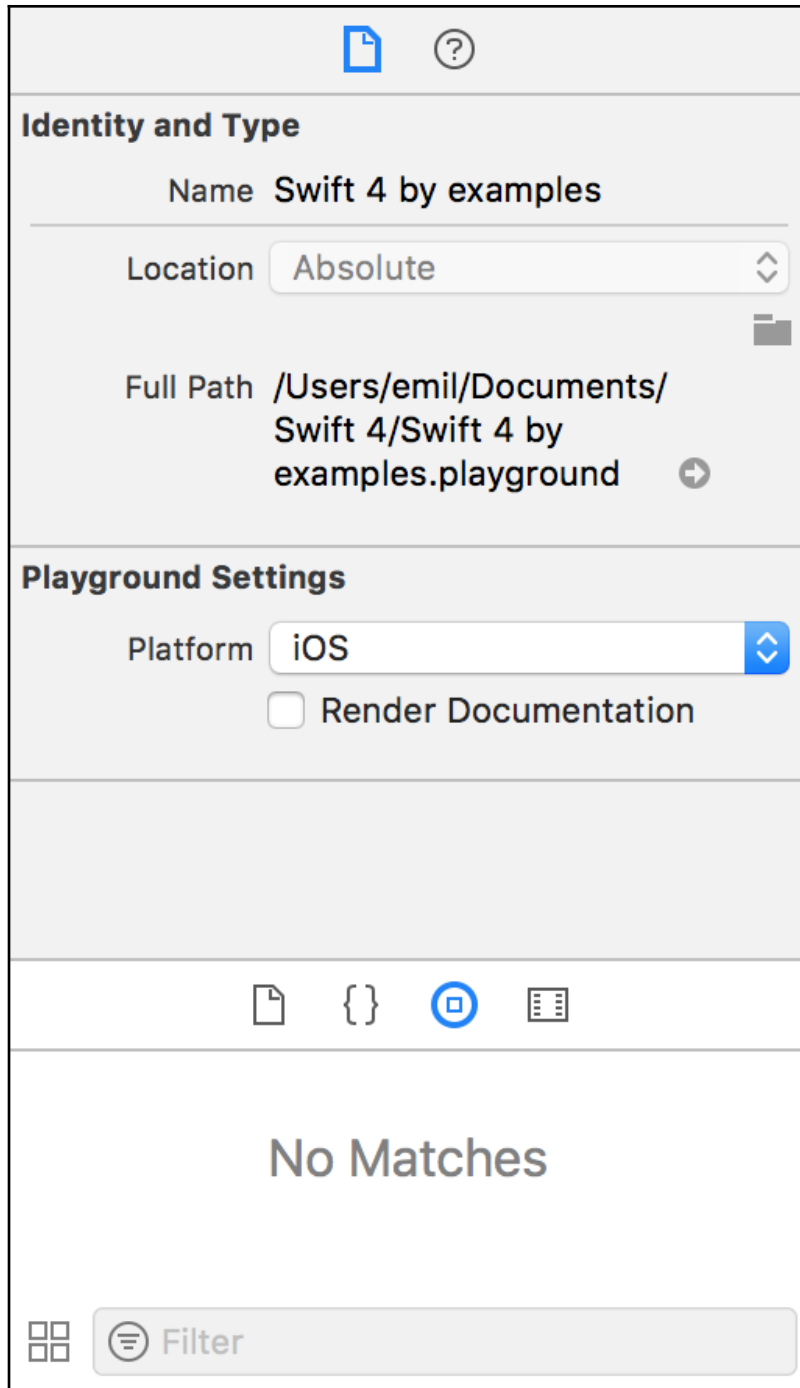 Identity and Type
Name Swift 4 by examples
Location Absolute
Full Path /Users/emil/Documents/
Swift 4/Swift 4 by
examples.playground
Playground Settings
Platform iOS
Render Documentation
{}
No Matches
Filter